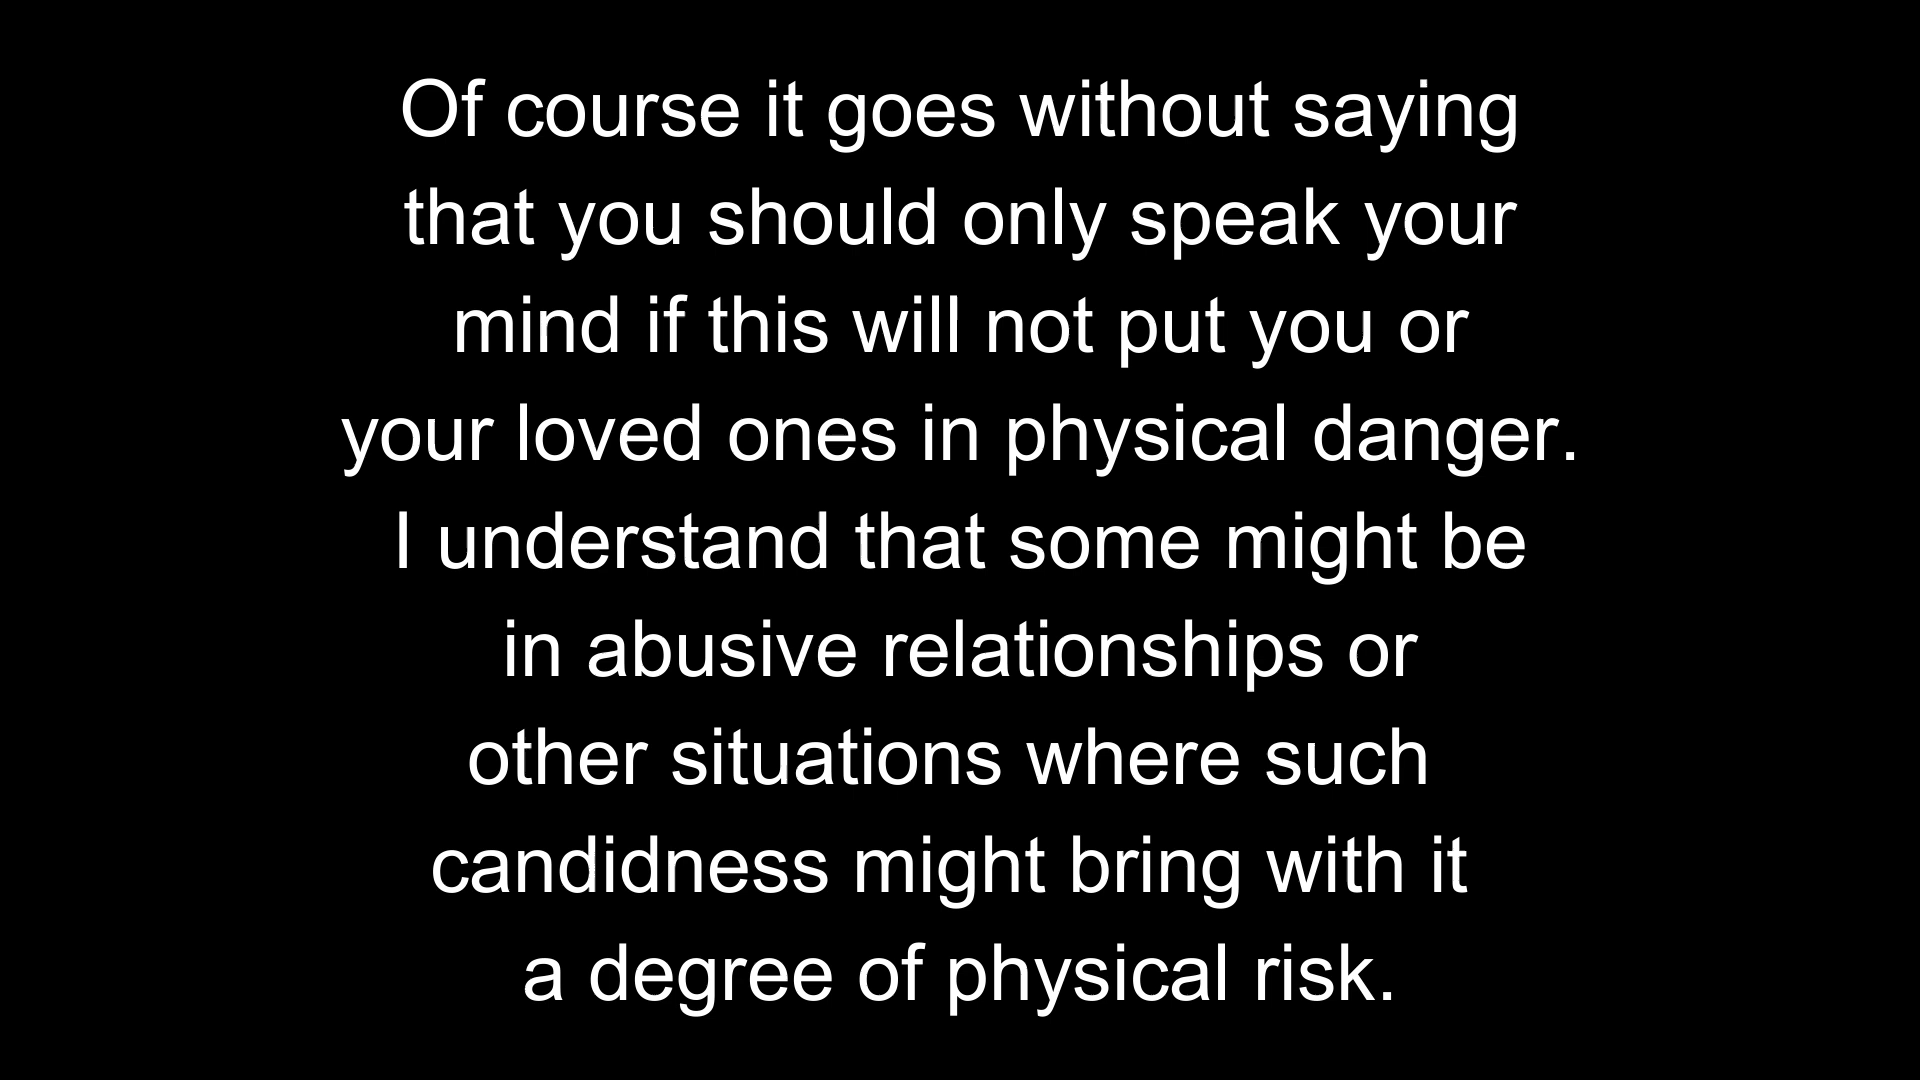 Of course it goes without saying
that you should only speak your
mind if this will not put you or
your loved ones in physical danger.
I understand that some might be
in abusive relationships or
other situations where such
candidness might bring with it
a degree of physical risk.